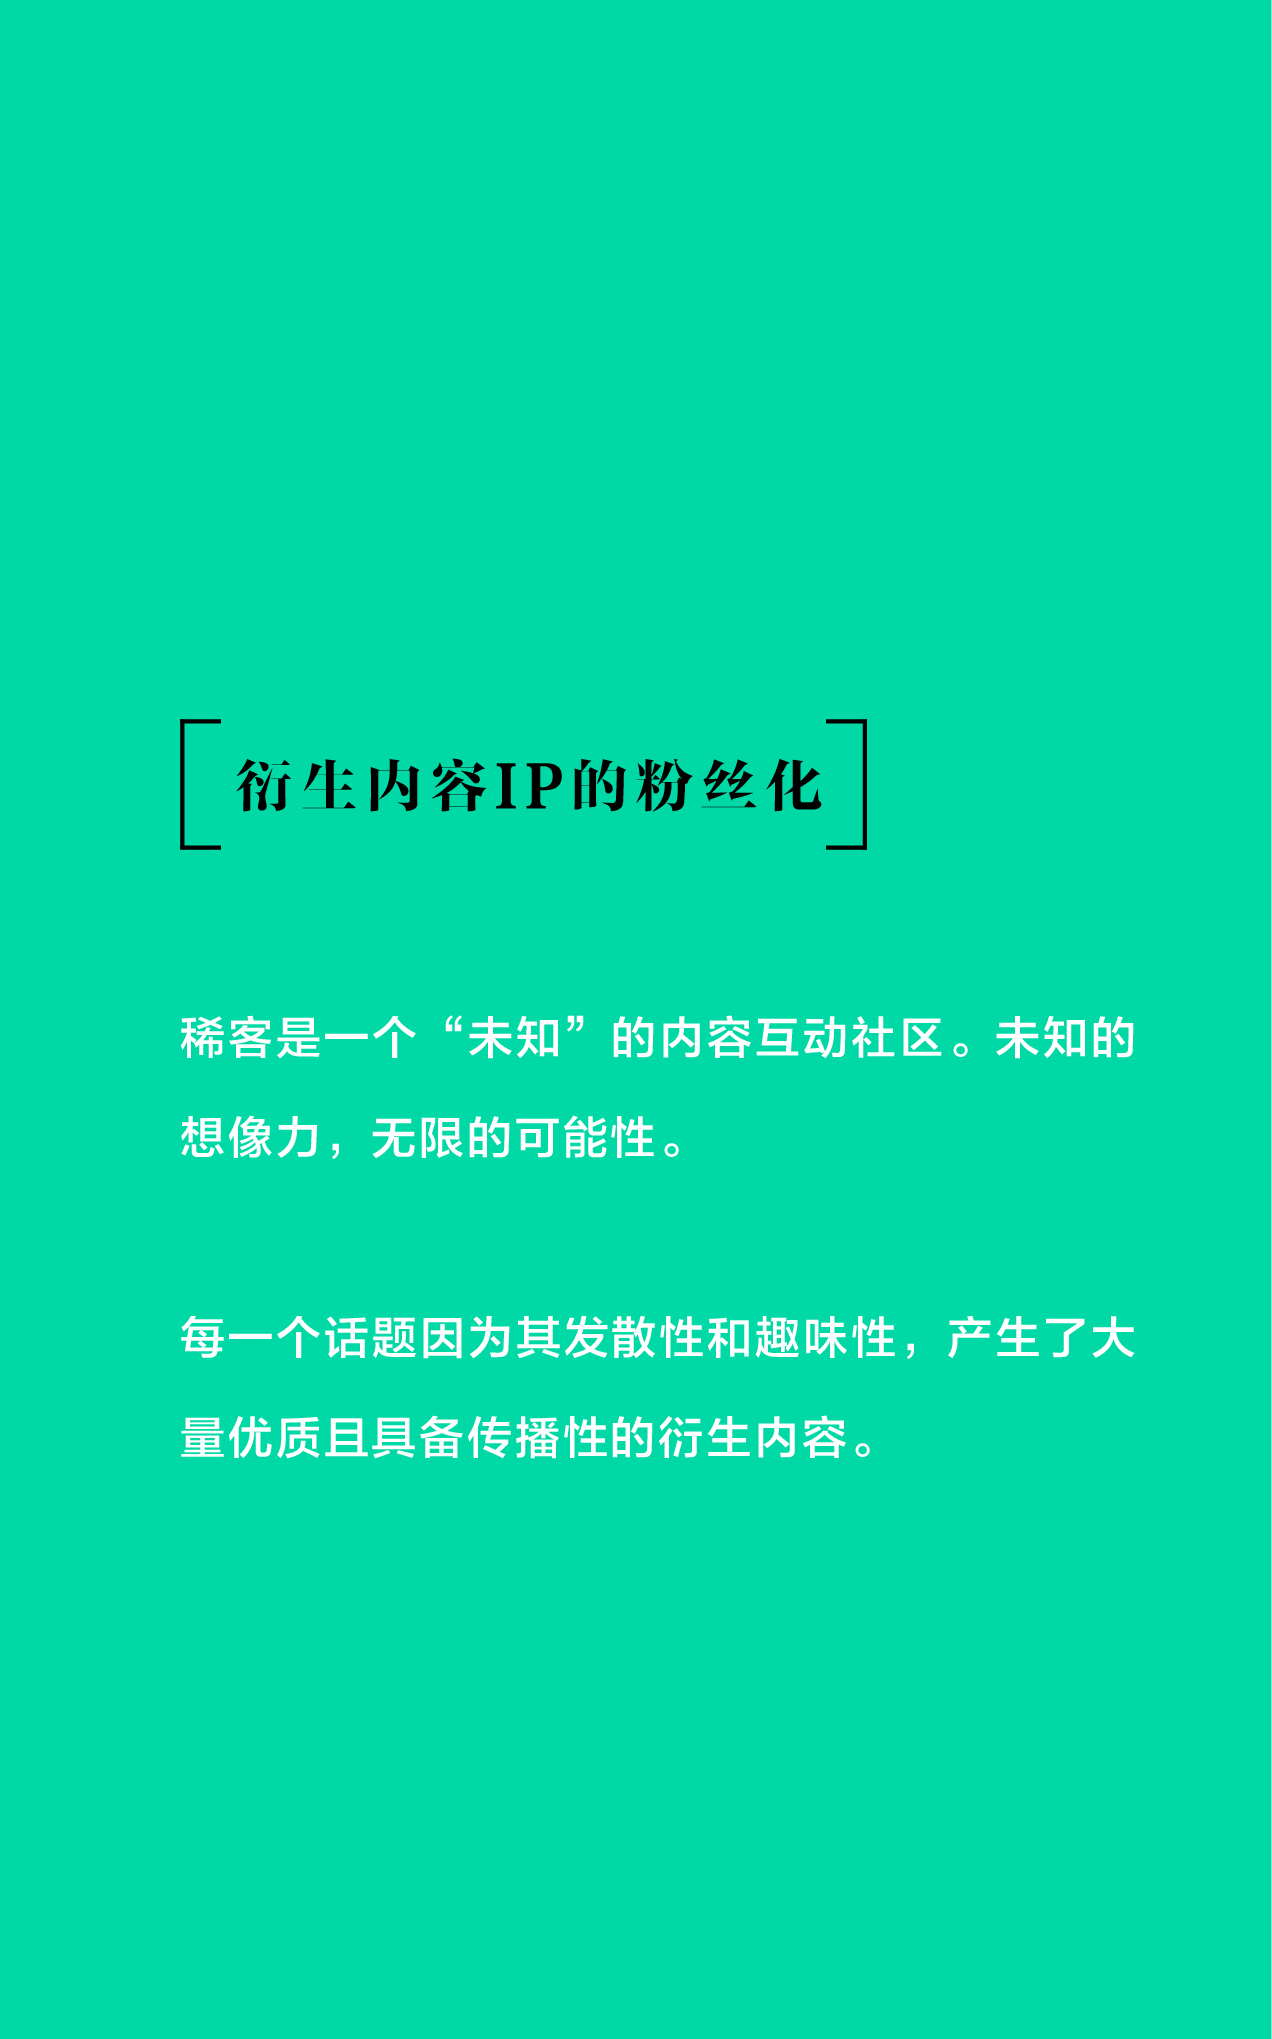 衍生内容IP的粉丝化
稀客是一个“未知”的内容互动社区。未知的
想像力，无限的可能性。
每一个话题因为其发散性和趣味性，产生了大
量优质且具备传播性的衍生内容。